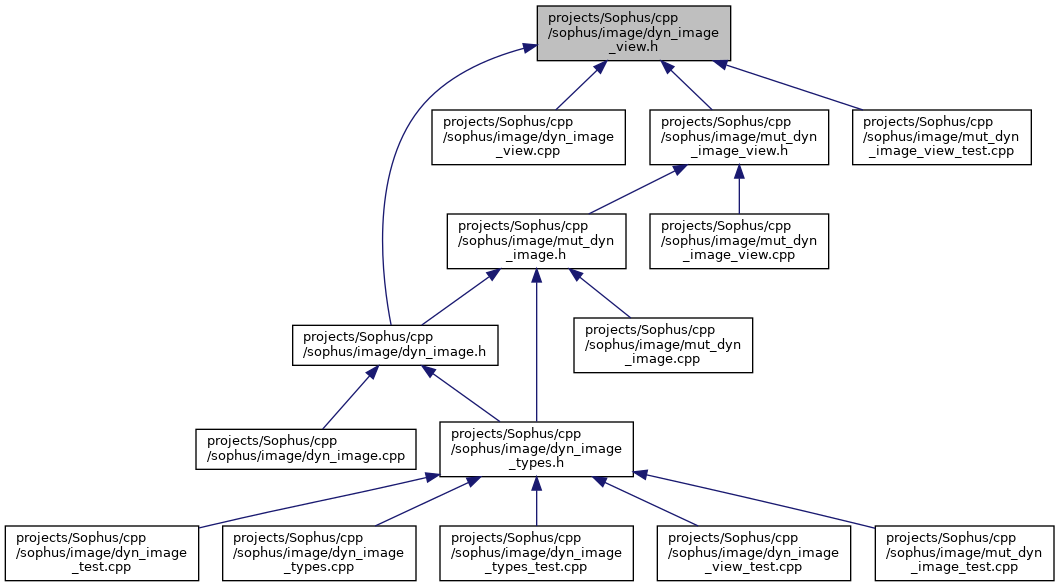 projects/Sophus/cpp
/sophus/image/dyn_image
_view.h
projects/Sophus/cpp
/sophus/image/dyn_image
_view.cpp
projects/Sophus/cpp
/sophus/image/mut_dyn
_image_view.h
projects/Sophus/cpp
/sophus/image/mut_dyn
_image_view_test.cpp
projects/Sophus/cpp
/sophus/image/mut_dyn
_image.h
projects/Sophus/cpp
/sophus/image/mut_dyn
_image_view.cpp
projects/Sophus/cpp
/sophus/image/dyn_image.h
projects/Sophus/cpp
/sophus/image/mut_dyn
_image.cpp
projects/Sophus/cpp
/sophus/image/dyn_image.cpp
projects/Sophus/cpp
/sophus/image/dyn_image
_types.h
projects/Sophus/cpp
/sophus/image/dyn_image
_test.cpp
projects/Sophus/cpp
/sophus/image/dyn_image
_types.cpp
projects/Sophus/cpp
/sophus/image/dyn_image
_types_test.cpp
projects/Sophus/cpp
/sophus/image/dyn_image
_view_test.cpp
projects/Sophus/cpp
/sophus/image/mut_dyn
_image_test.cpp